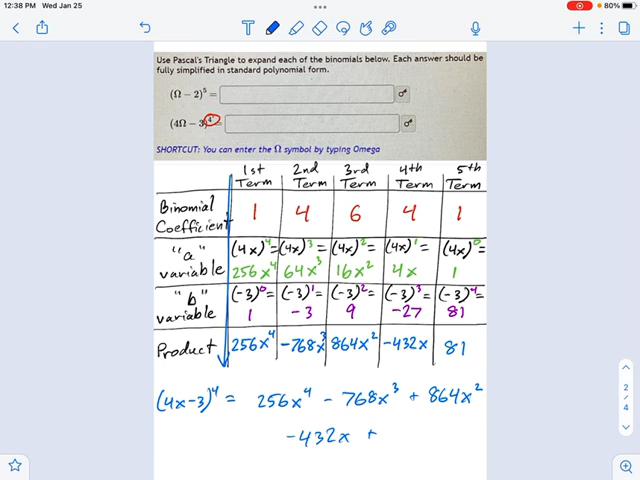 12:38 PM Wed Jan 25
80%
Use Pascal's Triangle to expand each of the binomials below. Each answer should be
fully simplified in standard polynomial form.
(Ω − 2)⁵ =
(4Ω − 3)⁴ =
SHORTCUT: You can enter the Ω symbol by typing Omega
1st Term 2nd Term 3rd Term 4th Term 5th Term
Binomial Coefficient 1 4 6 4 1
"a" variable (4x)⁴= (4x)³= (4x)²= (4x)¹= (4x)⁰=
256x⁴ 64x³ 16x² 4x 1
"b" variable (-3)⁰= (-3)¹= (-3)²= (-3)³= (-3)⁴=
1 -3 9 -27 81
Product 256x⁴ -768x³ 864x² -432x 81
(4x-3)⁴ = 256x⁴ - 768x³ + 864x²
-432x +
2/4